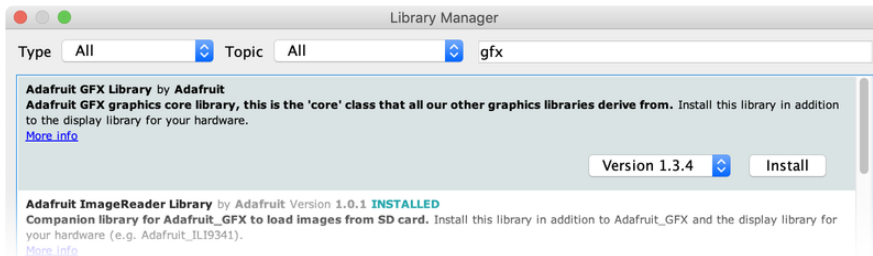 Library Manager
Type All Topic All gfx
Adafruit GFX Library by Adafruit
Adafruit GFX graphics core library, this is the 'core' class that all our other graphics libraries derive from. Install this library in addition
to the display library for your hardware.
More info
Version 1.3.4 Install
Adafruit ImageReader Library by Adafruit Version 1.0.1 INSTALLED
Companion library for Adafruit_GFX to load images from SD card. Install this library in addition to Adafruit_GFX and the display library for
your hardware (e.g. Adafruit_ILI9341).
More info